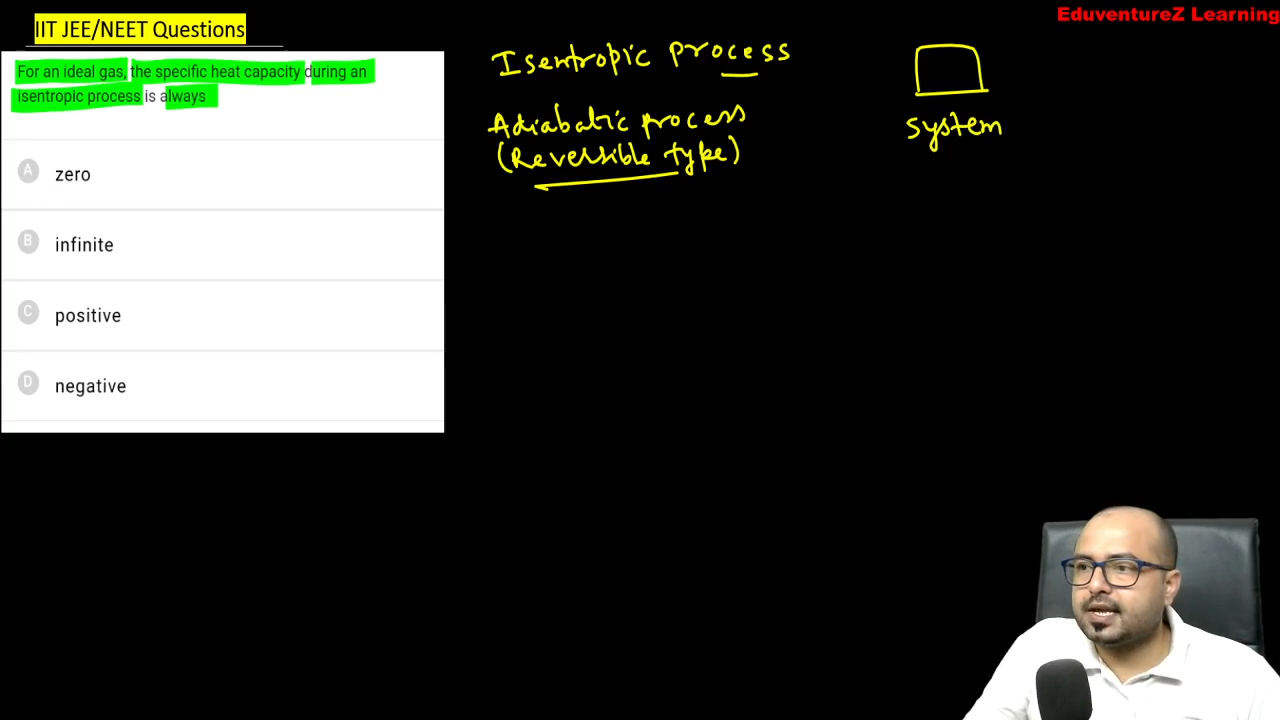 IIT JEE/NEET Questions
EduventureZ Learning
For an ideal gas, the specific heat capacity during an
isentropic process is always
A zero
B infinite
C positive
D negative
Isentropic process
Adiabatic process
(Reversible type)
system